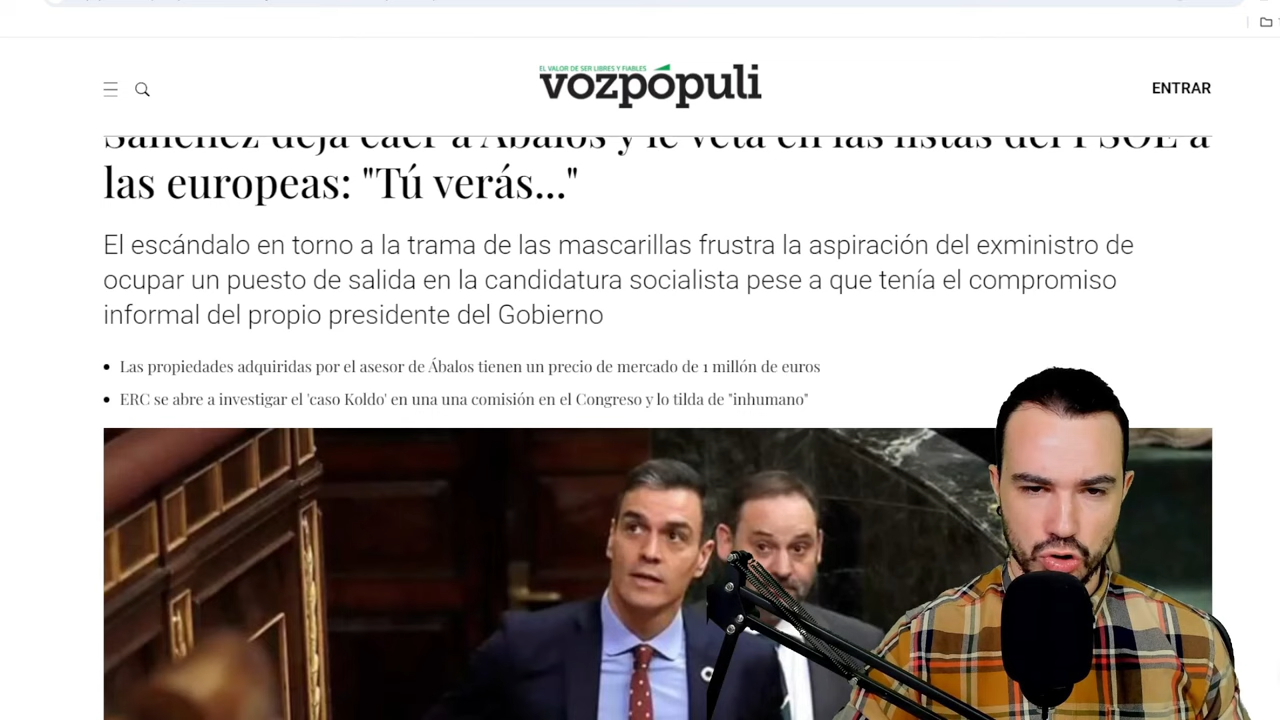 EL VALOR DE SER LIBRES Y FIABLES
vozpópuli
ENTRAR
Sánchez deja caer a Ábalos y le veta en las listas del PSOE a
las europeas: "Tú verás..."
El escándalo en torno a la trama de las mascarillas frustra la aspiración del exministro de
ocupar un puesto de salida en la candidatura socialista pese a que tenía el compromiso
informal del propio presidente del Gobierno
Las propiedades adquiridas por el asesor de Ábalos tienen un precio de mercado de 1 millón de euros
ERC se abre a investigar el 'caso Koldo' en una una comisión en el Congreso y lo tilda de "inhumano"